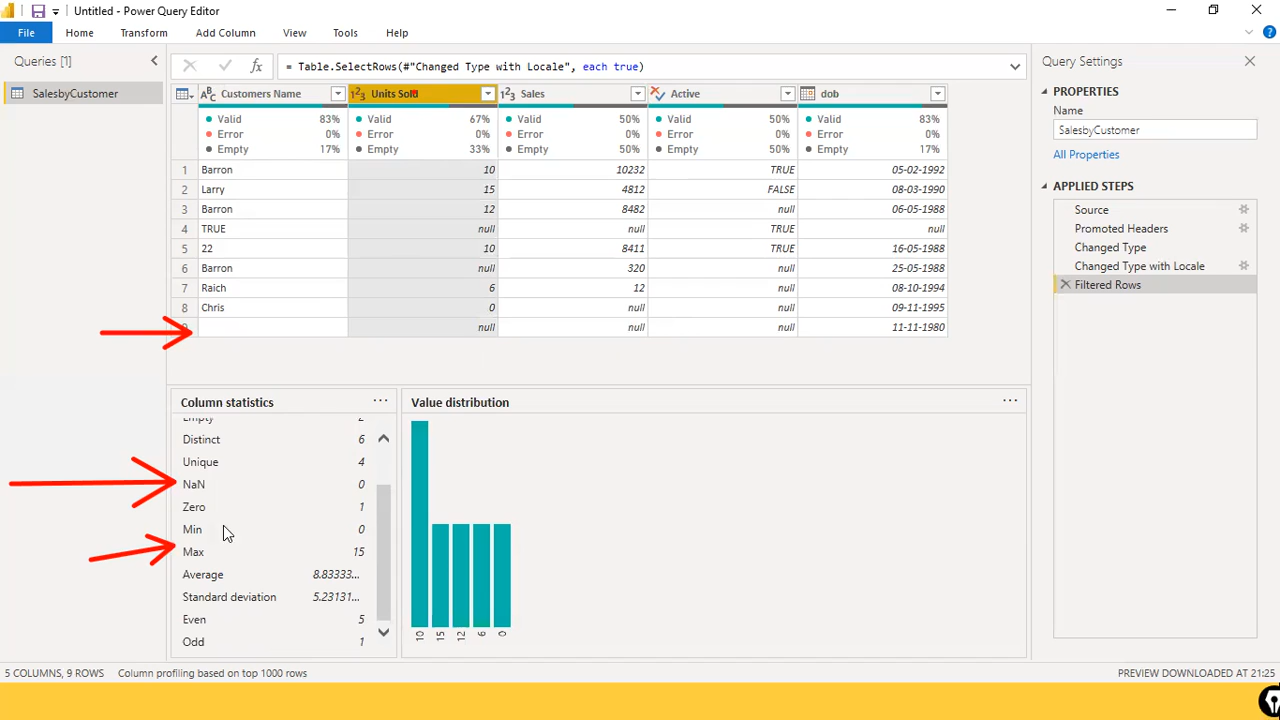 Untitled - Power Query Editor
File Home Transform Add Column View Tools Help
Queries [1]
SalesbyCustomer
= Table.SelectRows(#"Changed Type with Locale", each true)
Customers Name Units Sold Sales Active dob
Valid 83% Valid 67% Valid 50% Valid 50% Valid 83%
Error 0% Error 0% Error 0% Error 0% Error 0%
Empty 17% Empty 33% Empty 50% Empty 50% Empty 17%
1 Barron 10 10232 TRUE 05-02-1992
2 Larry 15 4812 FALSE 08-03-1990
3 Barron 12 8482 null 06-05-1988
4 TRUE null null TRUE null
5 22 10 8411 TRUE 16-05-1988
6 Barron null 320 null 25-05-1988
7 Raich 6 12 null 08-10-1994
8 Chris 0 null null 09-11-1995
null null null 11-11-1980
Column statistics
Empty 2
Distinct 6
Unique 4
NaN 0
Zero 1
Min 0
Max 15
Average 8.83333...
Standard deviation 5.23131...
Even 5
Odd 1
Value distribution
10 15 12 6 0
Query Settings
PROPERTIES
Name
SalesbyCustomer
All Properties
APPLIED STEPS
Source
Promoted Headers
Changed Type
Changed Type with Locale
Filtered Rows
5 COLUMNS, 9 ROWS Column profiling based on top 1000 rows
PREVIEW DOWNLOADED AT 21:25